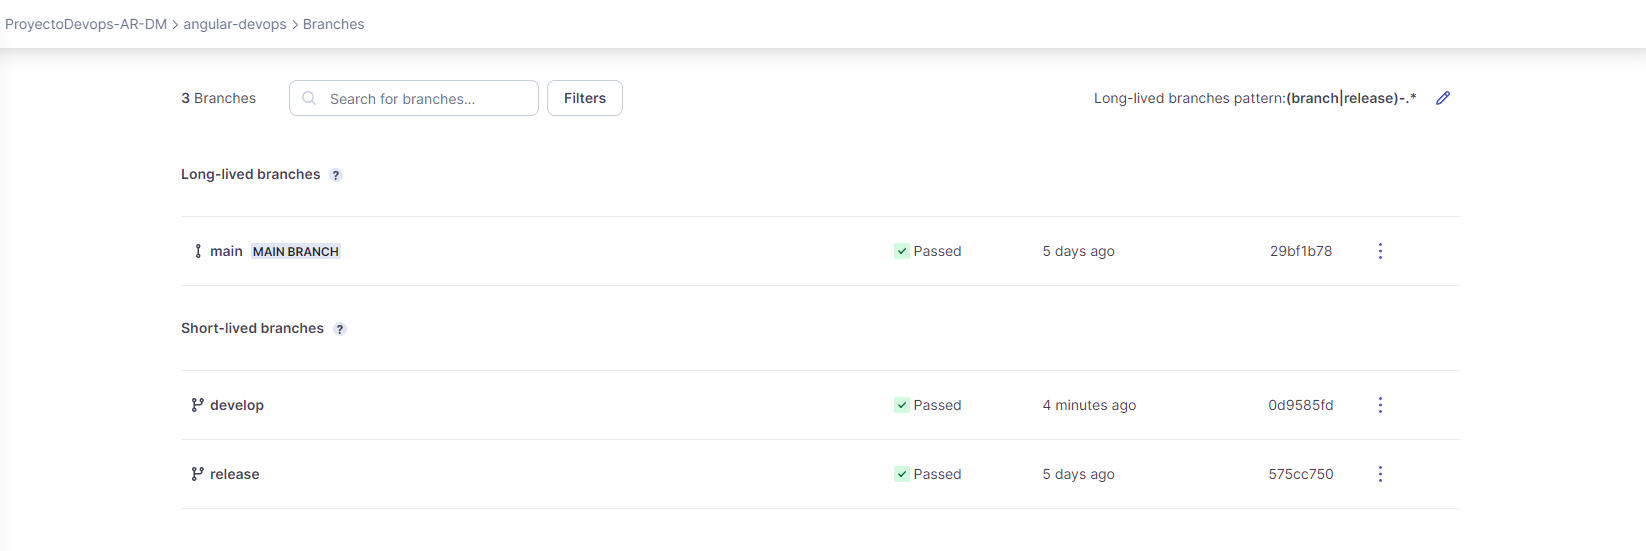 ProyectoDevops-AR-DM > angular-devops > Branches
3 Branches Search for branches... Filters Long-lived branches pattern:(branch|release)-.*
Long-lived branches ?
main MAIN BRANCH Passed 5 days ago 29bf1b78
Short-lived branches ?
develop Passed 4 minutes ago 0d9585fd
release Passed 5 days ago 575cc750